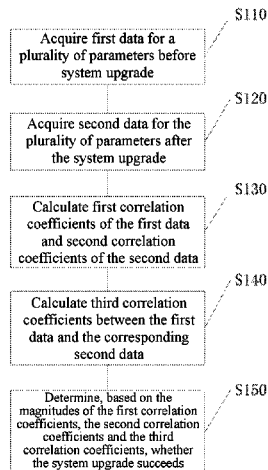 S110
Acquire first data for a
plurality of parameters before
system upgrade
S120
Acquire second data for the
plurality of parameters after
the system upgrade
S130
Calculate first correlation
coefficients of the first data
and second correlation
coefficients of the second data
S140
Calculate third correlation
coefficients between the first
data and the corresponding
second data
S150
Determine, based on the
magnitudes of the first correlation
coefficients, the second correlation
coefficients and the third
correlation coefficients, whether
the system upgrade succeeds